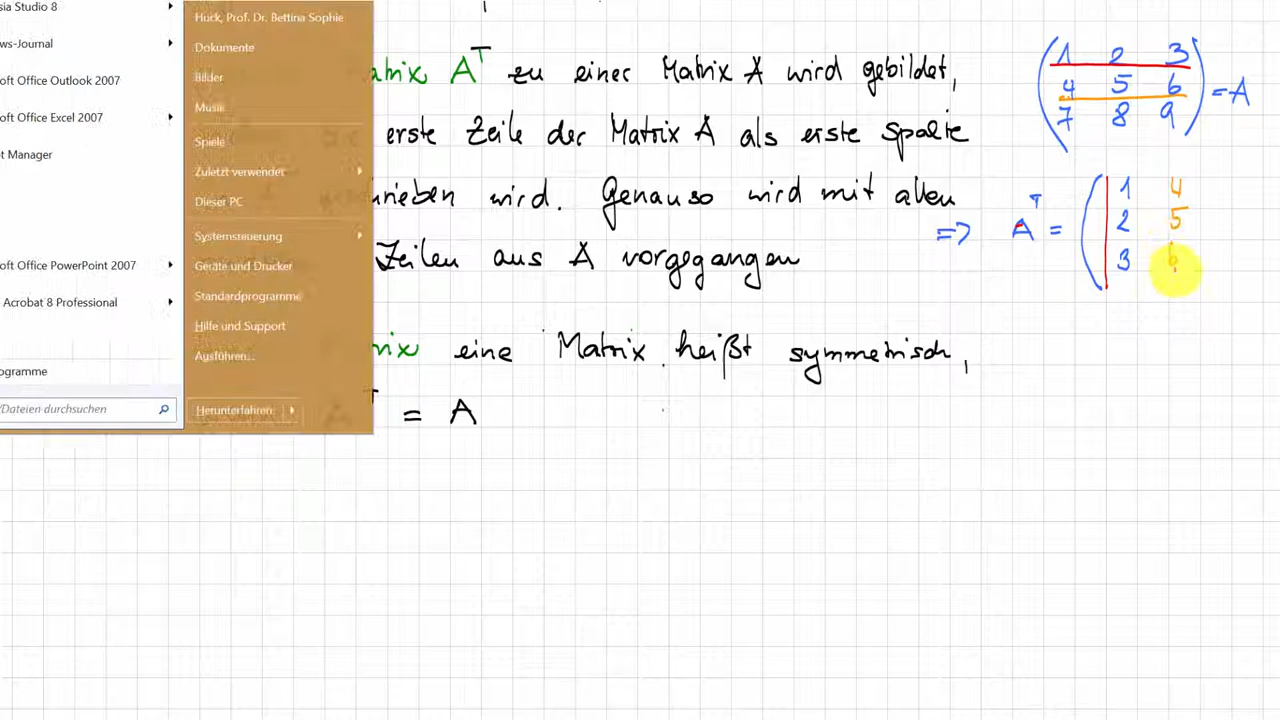 sia Studio 8
ws-Journal
oft Office Outlook 2007
oft Office Excel 2007
t Manager
oft Office PowerPoint 2007
Acrobat 8 Professional
ogramme
/Dateien durchsuchen
Huck, Prof. Dr. Bettina Sophie
Dokumente
Bilder
Musik
Spiele
Zuletzt verwendet
Dieser PC
Systemsteuerung
Geräte und Drucker
Standardprogramme
Hilfe und Support
Ausführen...
Herunterfahren
atrix Aᵀ zu einer Matrix A wird gebildet,
erste Zeile der Matrix A als erste Spalte
hrieben wird. Genauso wird mit allen
Zeilen aus A vorgegangen
rix eine Matrix heißt symmetrisch,
= A
1 2 3
4 5 6 = A
7 8 9
1 4
=> Aᵀ = 2 5
3 6